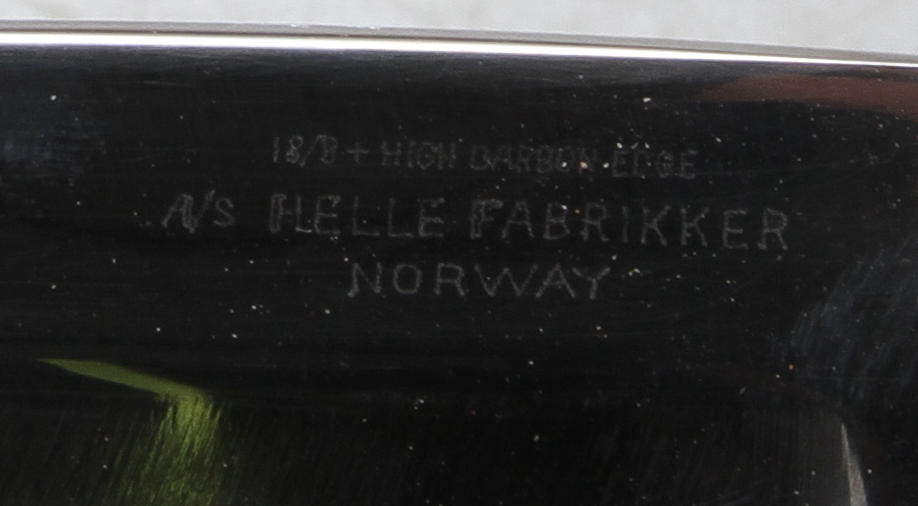 18/8 + HIGH CARBON EDGE
A/S HELLE FABRIKKER
NORWAY